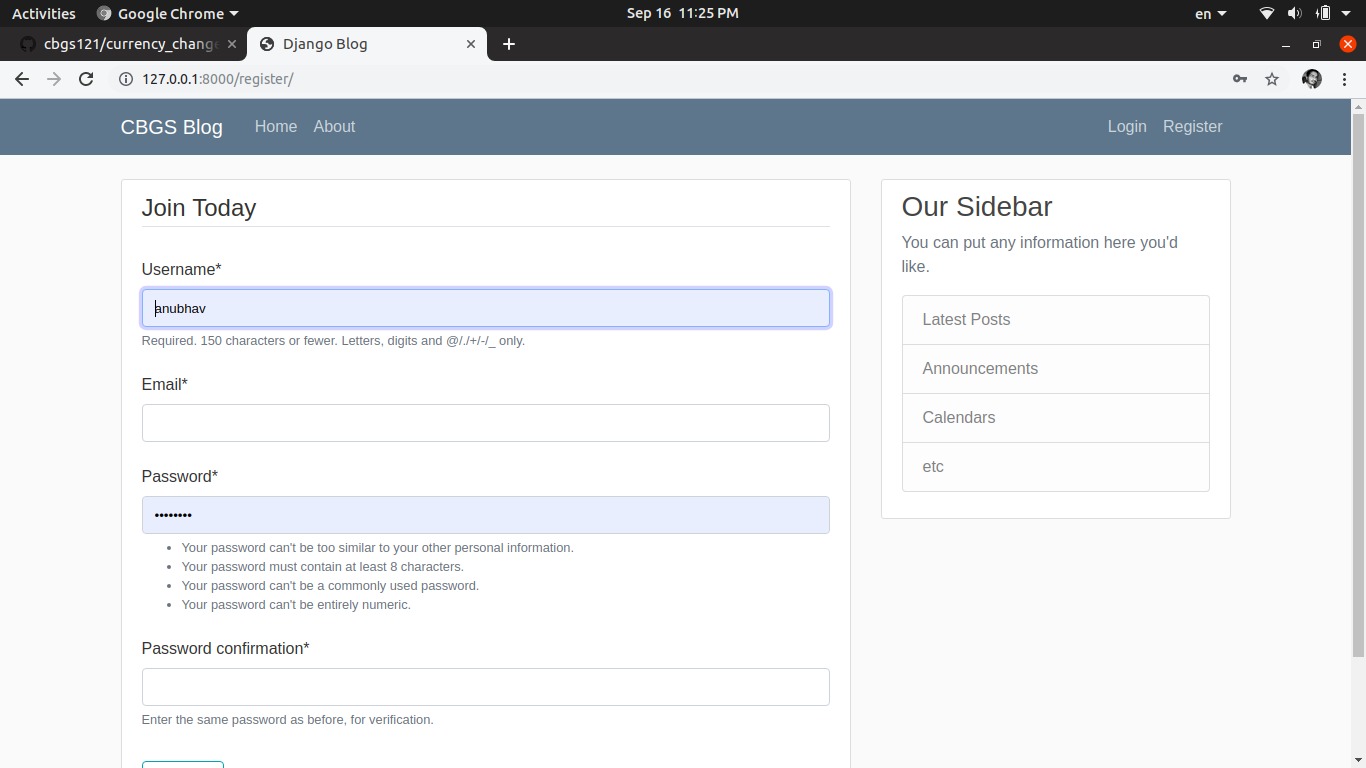 Activities Google Chrome Sep 16 11:25 PM en
cbgs121/currency_change Django Blog
127.0.0.1:8000/register/
CBGS Blog Home About Login Register
Join Today
Username*
anubhav
Required. 150 characters or fewer. Letters, digits and @/./+/-/_ only.
Email*
Password*
••••••••
Your password can't be too similar to your other personal information.
Your password must contain at least 8 characters.
Your password can't be a commonly used password.
Your password can't be entirely numeric.
Password confirmation*
Enter the same password as before, for verification.
Our Sidebar
You can put any information here you'd
like.
Latest Posts
Announcements
Calendars
etc